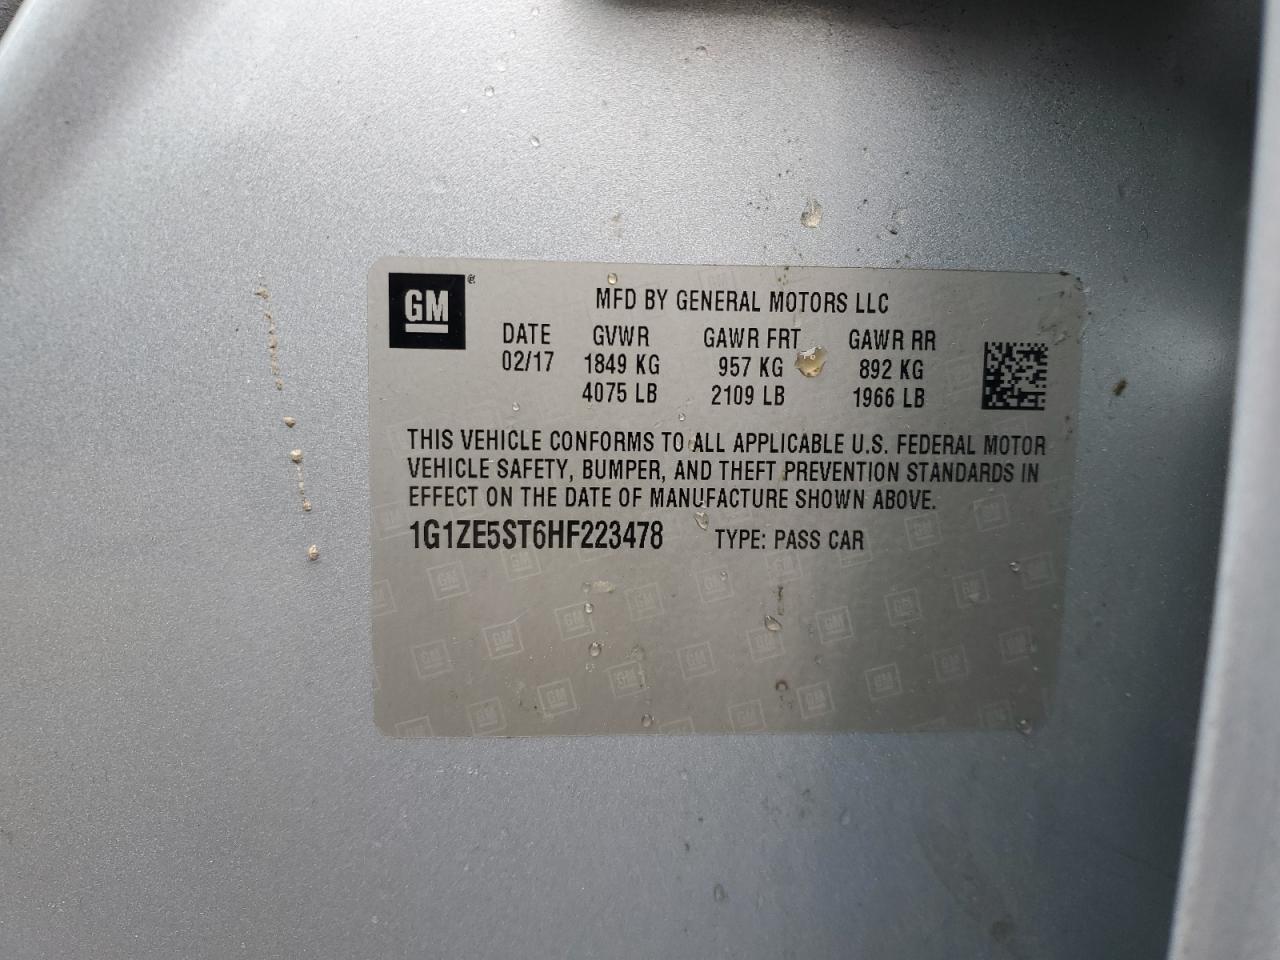 GM®
MFD BY GENERAL MOTORS LLC
DATE GVWR GAWR FRT GAWR RR
02/17 1849 KG 957 KG 892 KG
4075 LB 2109 LB 1966 LB
THIS VEHICLE CONFORMS TO ALL APPLICABLE U.S. FEDERAL MOTOR
VEHICLE SAFETY, BUMPER, AND THEFT PREVENTION STANDARDS IN
EFFECT ON THE DATE OF MANUFACTURE SHOWN ABOVE.
1G1ZE5ST6HF223478 TYPE: PASS CAR